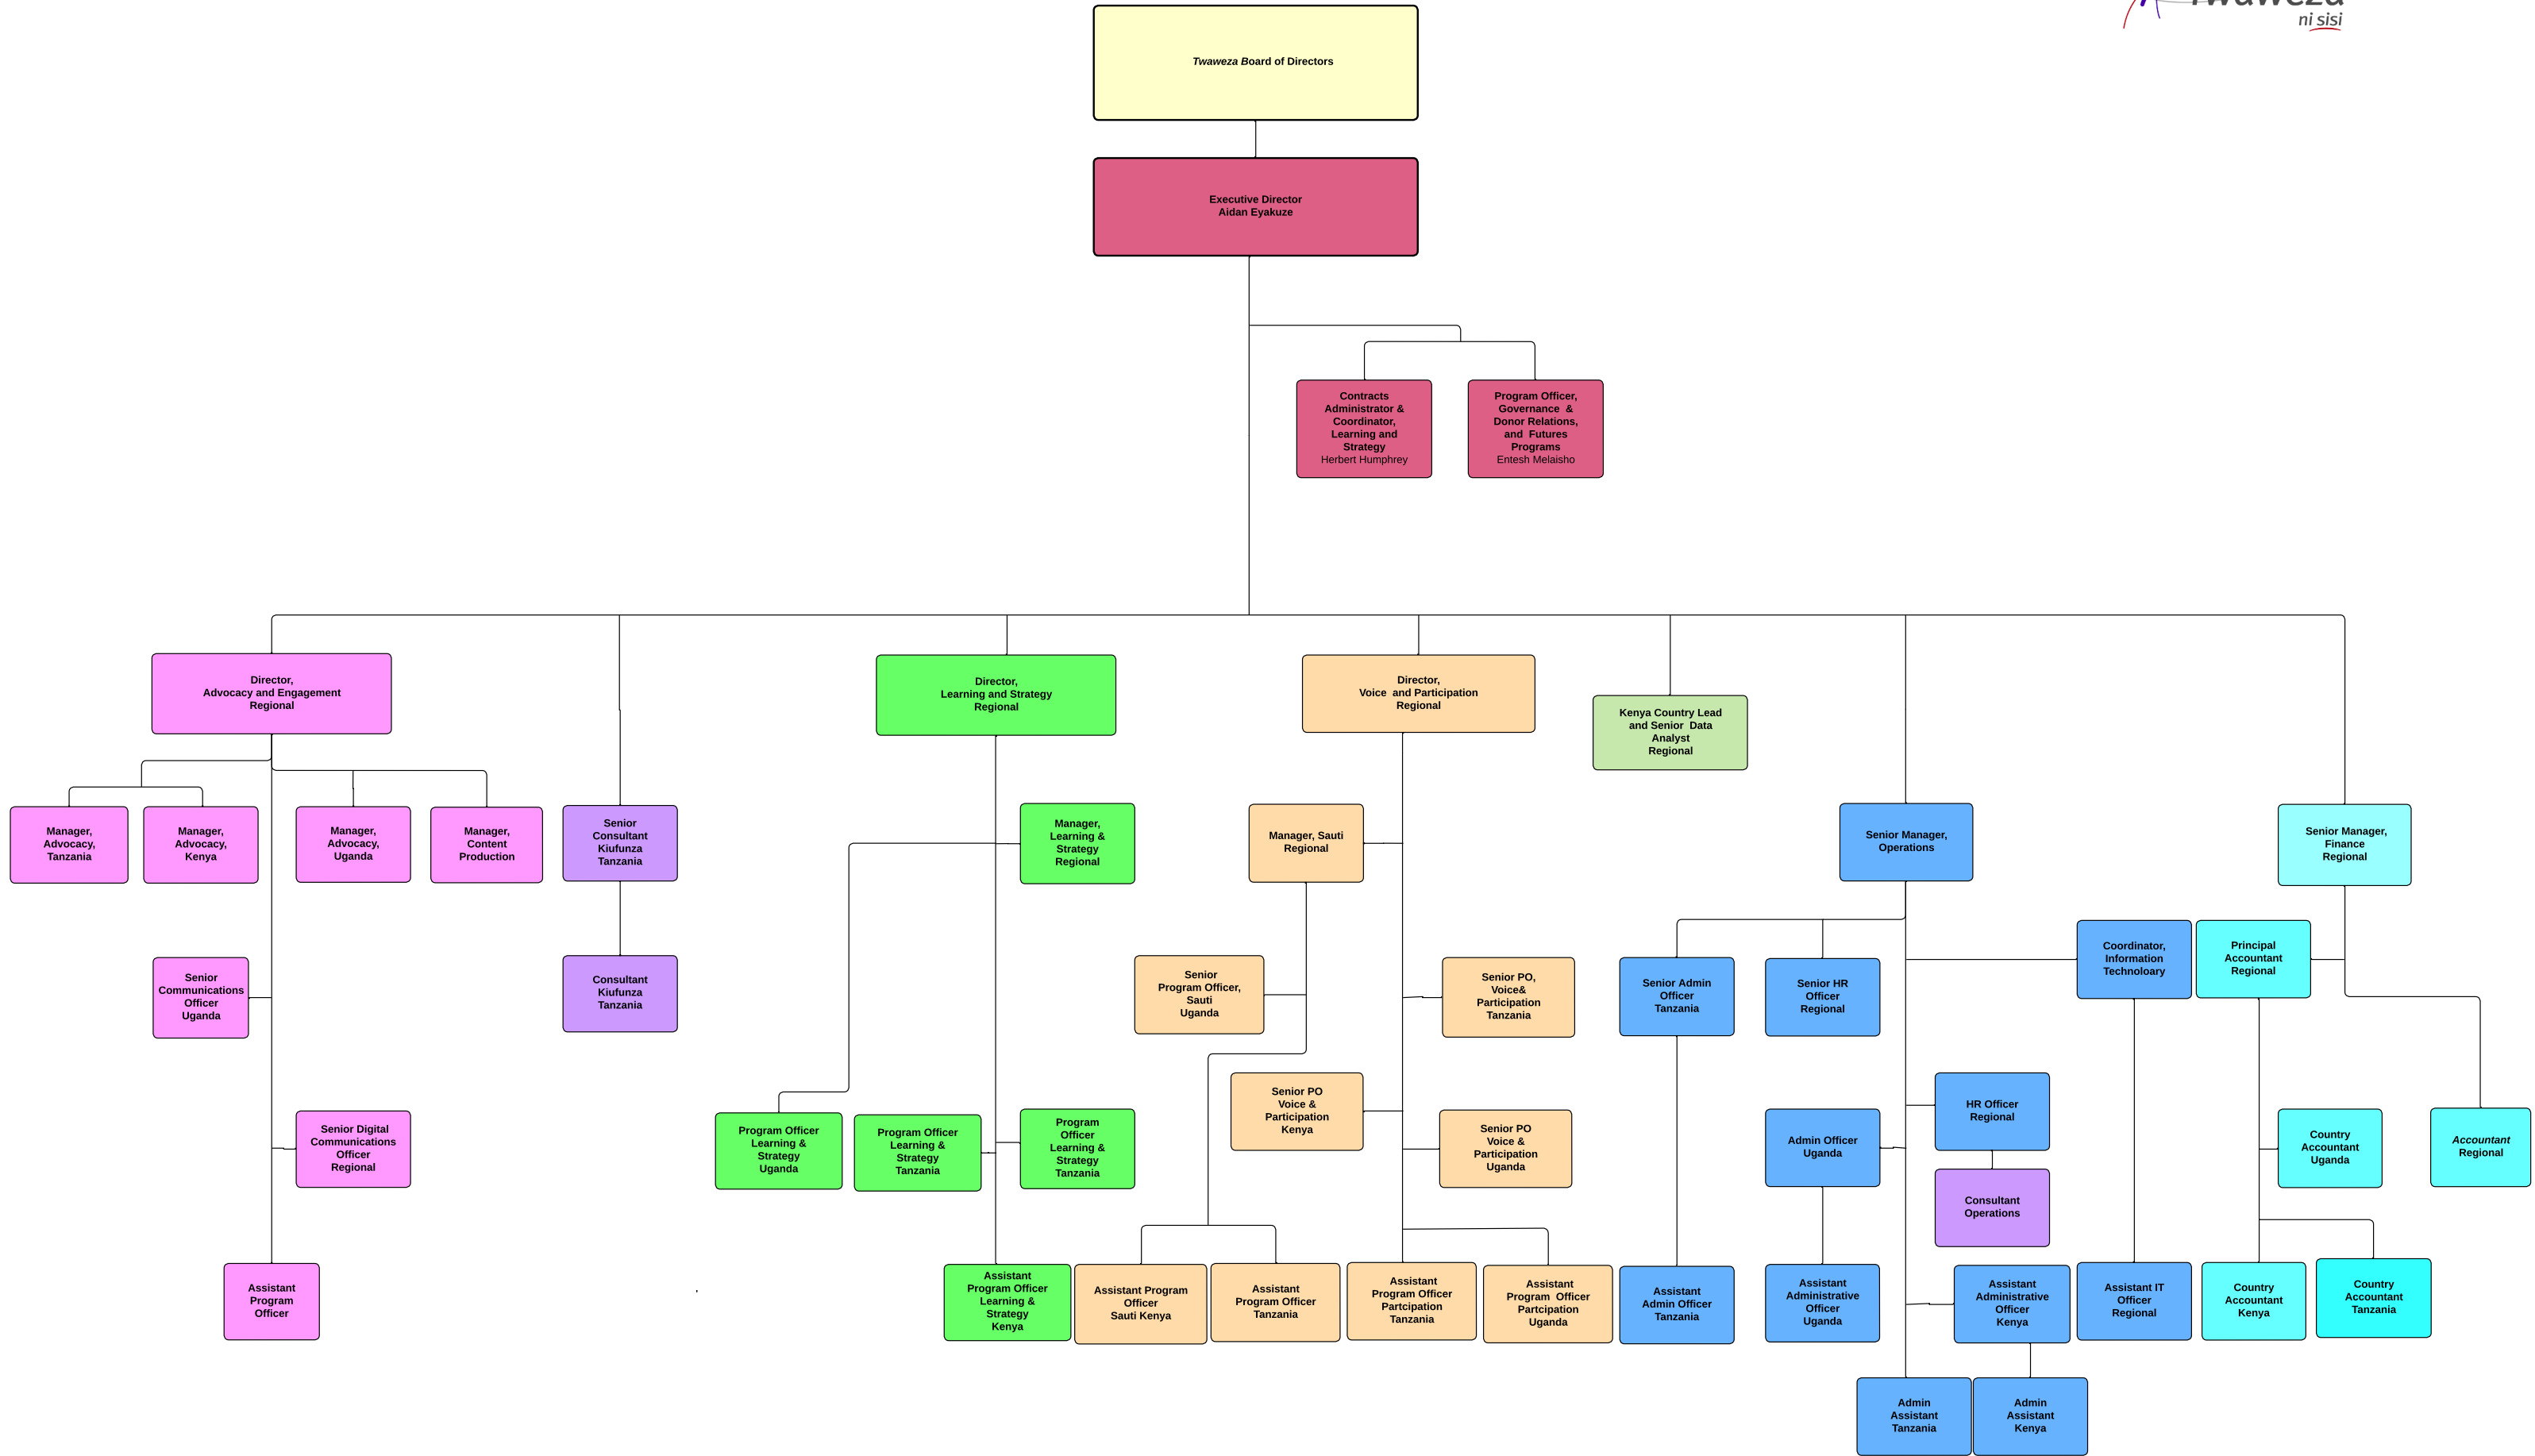 ni sisi
Twaweza Board of Directors
Executive Director
Aidan Eyakuze
Contracts
Administrator &
Coordinator,
Learning and
Strategy
Herbert Humphrey
Program Officer,
Governance &
Donor Relations,
and Futures
Programs
Entesh Melaisho
Director,
Advocacy and Engagement
Regional
Director,
Learning and Strategy
Regional
Director,
Voice and Participation
Regional
Kenya Country Lead
and Senior Data
Analyst
Regional
Manager,
Advocacy,
Tanzania
Manager,
Advocacy,
Kenya
Manager,
Advocacy,
Uganda
Manager,
Content
Production
Senior
Consultant
Kiufunza
Tanzania
Manager,
Learning &
Strategy
Regional
Manager, Sauti
Regional
Senior Manager,
Operations
Senior Manager,
Finance
Regional
Senior
Communications
Officer
Uganda
Consultant
Kiufunza
Tanzania
Senior
Program Officer,
Sauti
Uganda
Senior PO,
Voice&
Participation
Tanzania
Senior Admin
Officer
Tanzania
Senior HR
Officer
Regional
Coordinator,
Information
Technoloary
Principal
Accountant
Regional
Senior Digital
Communications
Officer
Regional
Program Officer
Learning &
Strategy
Uganda
Program Officer
Learning &
Strategy
Tanzania
Program
Officer
Learning &
Strategy
Tanzania
Senior PO
Voice &
Participation
Kenya
Senior PO
Voice &
Participation
Uganda
Admin Officer
Uganda
HR Officer
Regional
Consultant
Operations
Country
Accountant
Uganda
Accountant
Regional
Assistant
Program
Officer
Assistant
Program Officer
Learning &
Strategy
Kenya
Assistant Program
Officer
Sauti Kenya
Assistant
Program Officer
Tanzania
Assistant
Program Officer
Partcipation
Tanzania
Assistant
Program Officer
Partcipation
Uganda
Assistant
Admin Officer
Tanzania
Assistant
Administrative
Officer
Uganda
Assistant
Administrative
Officer
Kenya
Assistant IT
Officer
Regional
Country
Accountant
Kenya
Country
Accountant
Tanzania
Admin
Assistant
Tanzania
Admin
Assistant
Kenya